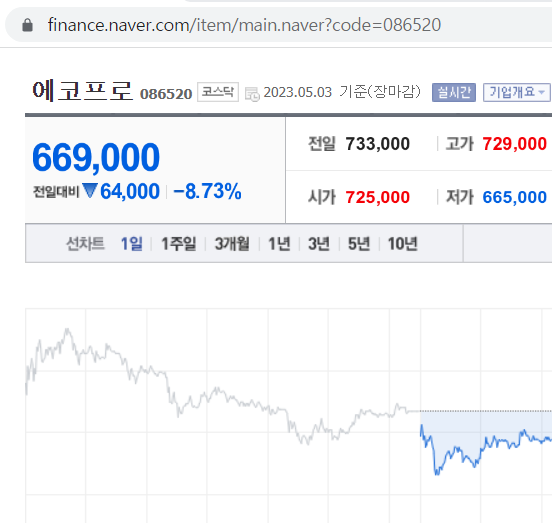 finance.naver.com/item/main.naver?code=086520
에코프로 086520 코스닥 2023.05.03 기준(장마감) 실시간 기업개요
669,000
전일대비 ▼64,000 -8.73%
전일 733,000 고가 729,000
시가 725,000 저가 665,000
선차트 1일 1주일 3개월 1년 3년 5년 10년